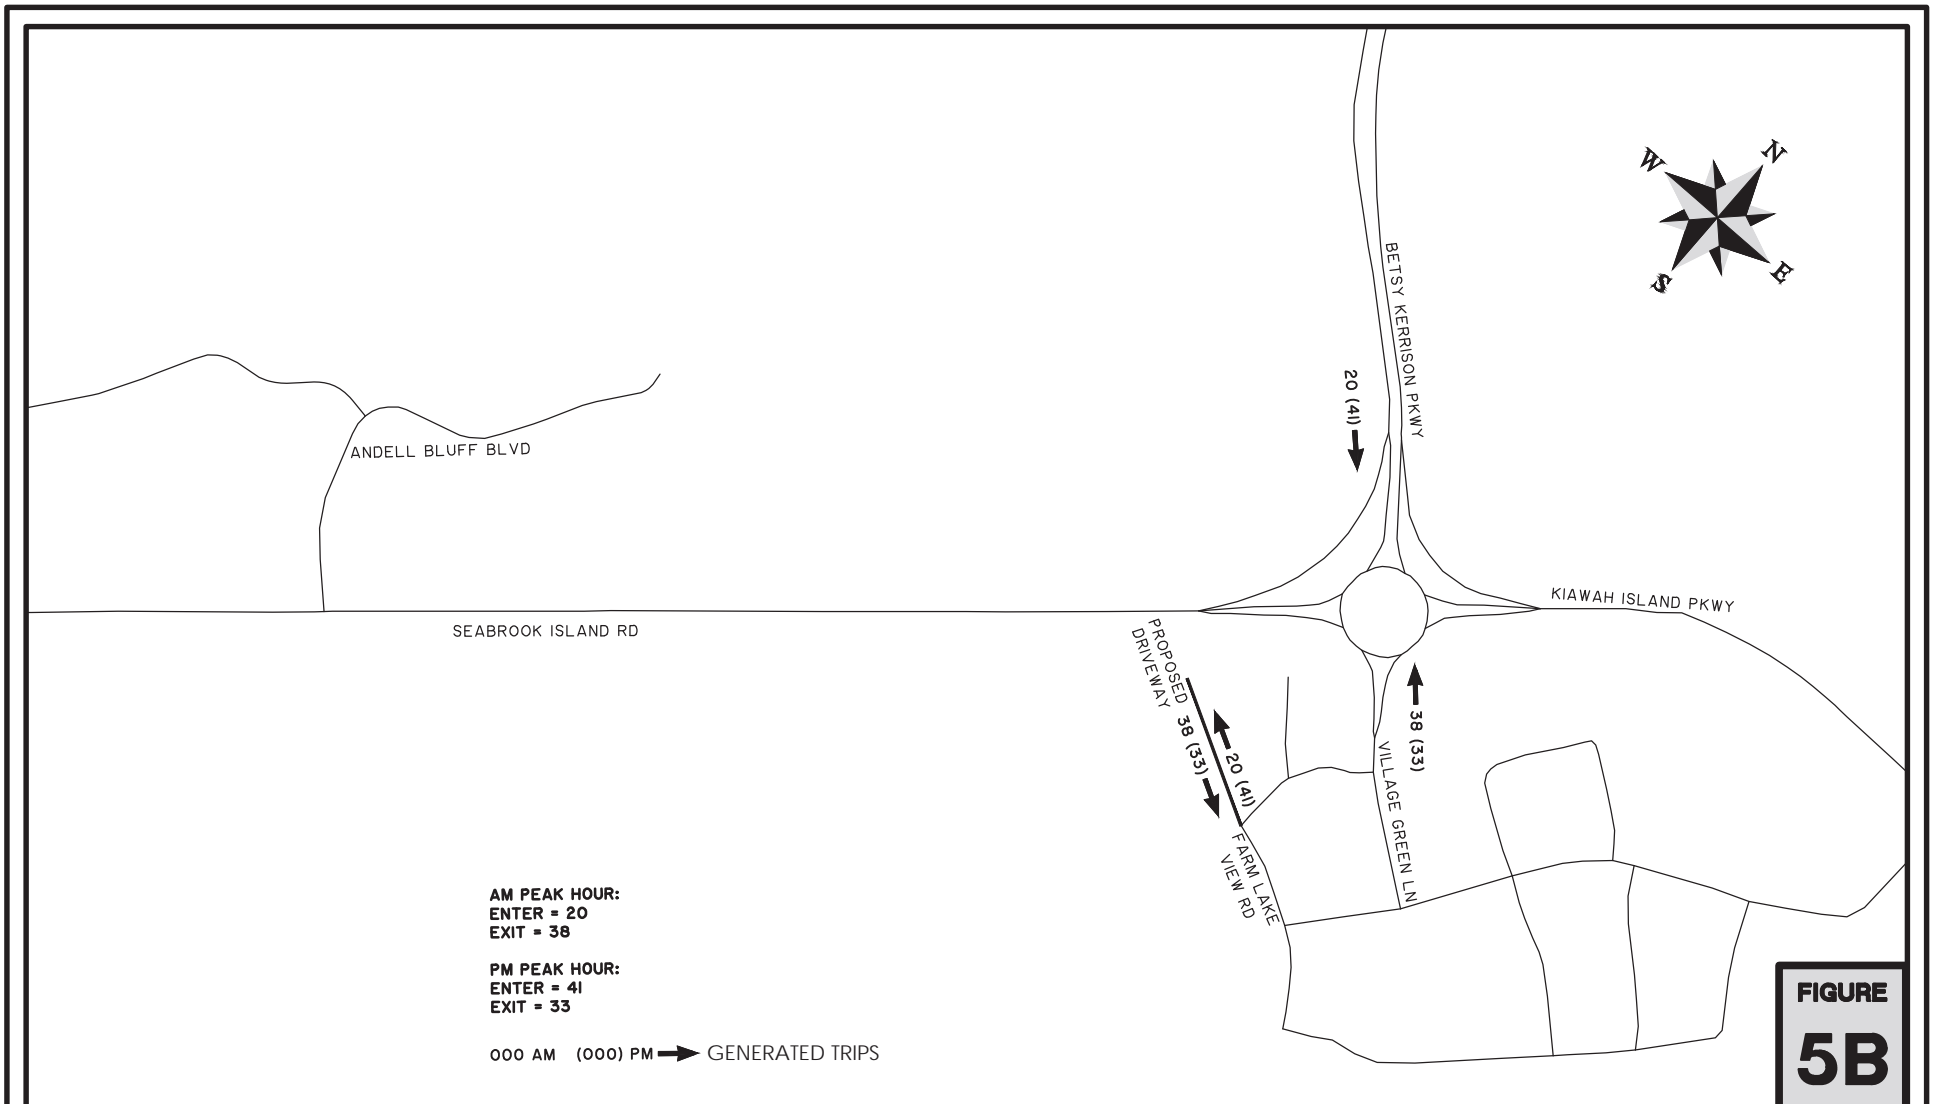 W
N
S
E
BETSY KERRISON PKWY
20 (41)
ANDELL BLUFF BLVD
KIAWAH ISLAND PKWY
SEABROOK ISLAND RD
PROPOSED
DRIVEWAY
38 (33)
20 (41)
38 (33)
VILLAGE GREEN LN
FARM LAKE
VIEW RD
AM PEAK HOUR:
ENTER = 20
EXIT = 38
PM PEAK HOUR:
ENTER = 41
EXIT = 33
000 AM (000) PM GENERATED TRIPS
FIGURE
5B